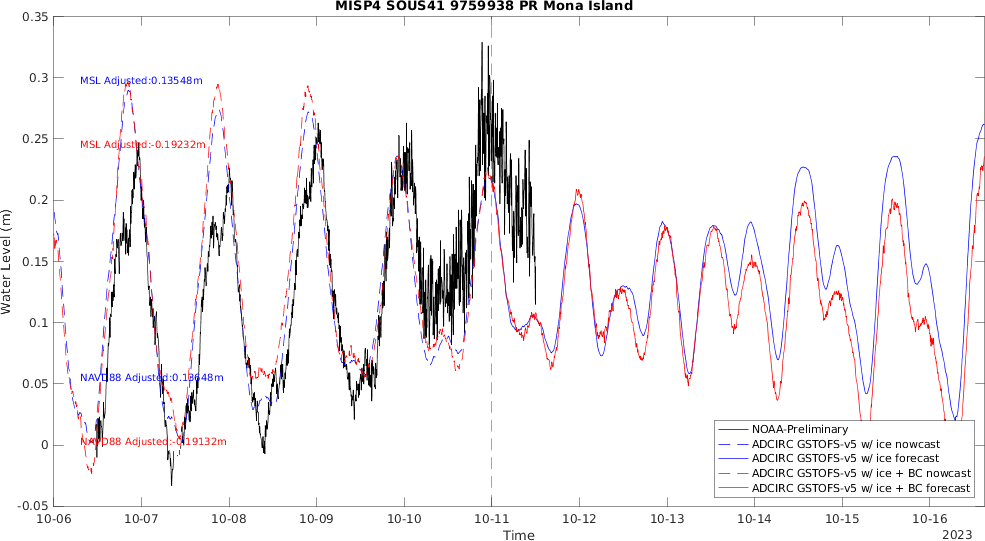 MISP4 SOUS41 9759938 PR Mona Island
0.35
0.3
0.25
0.2
0.15
0.1
0.05
0
-0.05
Water Level (m)
MSL Adjusted:0.13548m
MSL Adjusted:-0.19232m
NAVD88 Adjusted:0.13648m
NAVD88 Adjusted:-0.19132m
NOAA-Preliminary
ADCIRC GSTOFS-v5 w/ ice nowcast
ADCIRC GSTOFS-v5 w/ ice forecast
ADCIRC GSTOFS-v5 w/ ice + BC nowcast
ADCIRC GSTOFS-v5 w/ ice + BC forecast
10-06 10-07 10-08 10-09 10-10 10-11 10-12 10-13 10-14 10-15 10-16
Time
2023